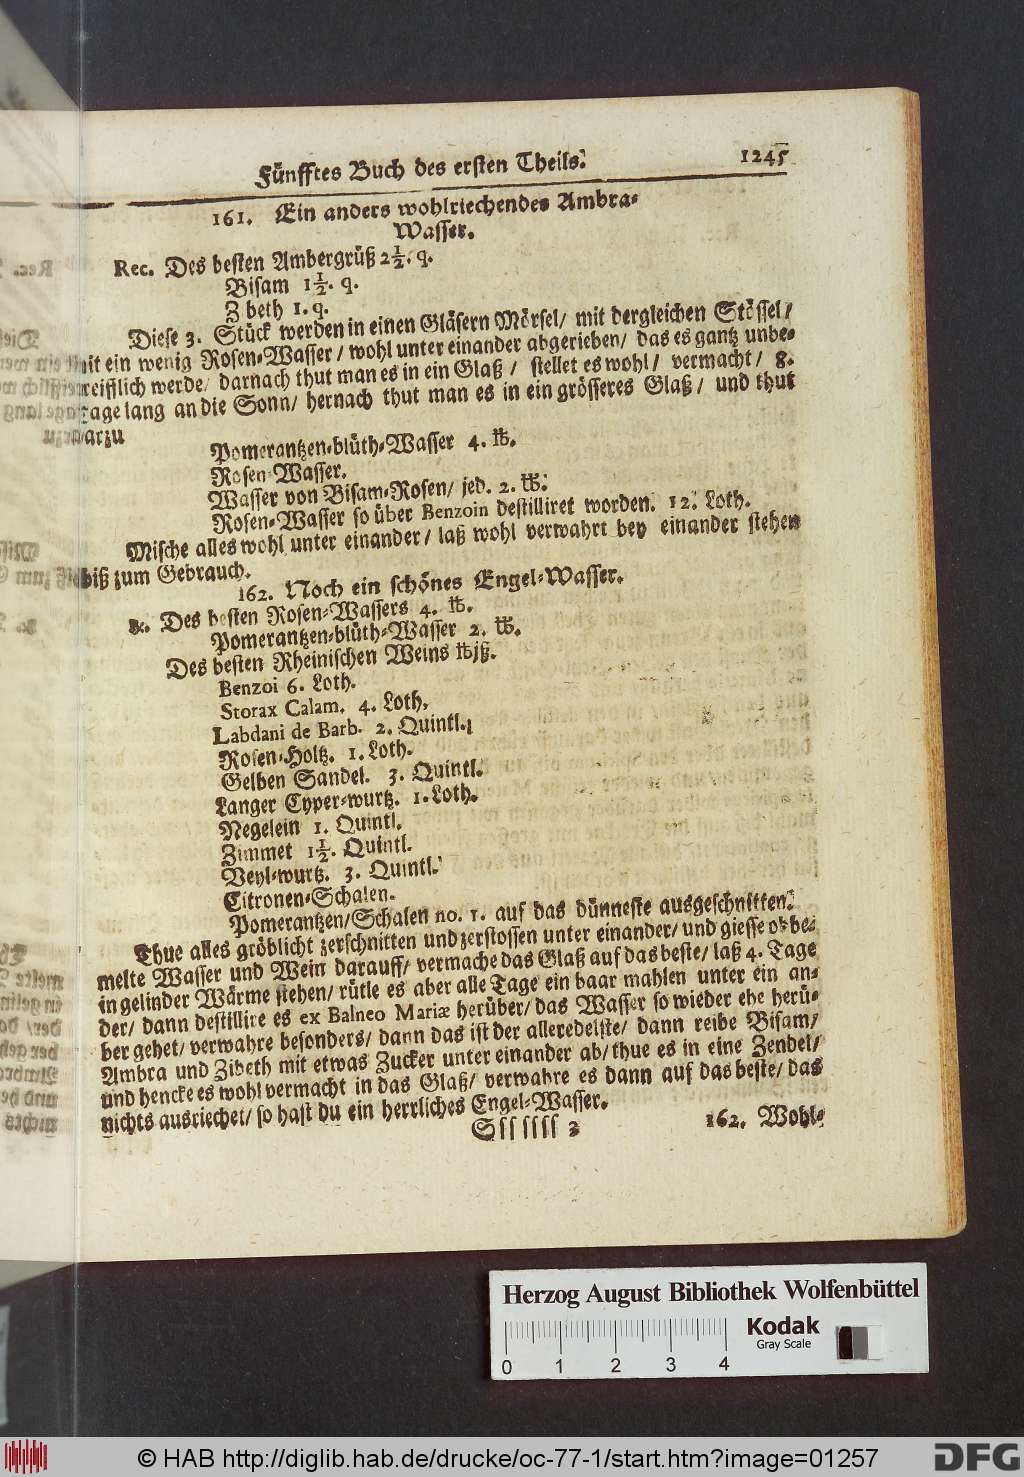 Fünfftes Buch des ersten Theils. 1245
161. Ein anders wohlriechendes Ambra-
Wasser.
Rec. Des besten Ambergrüß 2½. q.
Bisam 1½. q.
Zibeth 1. q.
Diese 3. Stück werden in einen Gläsern Mörsel/ mit dergleichen Stössel/
mit ein wenig Rosen-Wasser/ wohl unter einander abgerieben/ das es gantz unbe-
greifflich werde/ darnach thut man es in ein Glaß/ stellet es wohl/ vermacht/ 8.
Tage lang an die Sonn/ hernach thut man es in ein grösseres Glaß/ und thut
darzu
Pomerantzen-blüth-Wasser 4. ℔.
Rosen-Wasser.
Wasser von Bisam-Rosen/ jed. 2. ℔.
Rosen-Wasser so über Benzoin destilliret worden. 12. Loth.
Mische alles wohl unter einander/ laß wohl verwahrt bey einander stehen
biß zum Gebrauch.
162. Noch ein schönes Engel-Wasser.
℞. Des besten Rosen-Wassers 4. ℔.
Pomerantzen-blüth-Wasser 2. ℔.
Des besten Rheinischen Weins ℔jß.
Benzoi 6. Loth.
Storax Calam. 4. Loth.
Labdani de Barb. 2. Quintl.
Rosen-Holtz. 1. Loth.
Gelben Sandel. 3. Quintl.
Langer Cyper-wurtz. 1. Loth.
Negelein 1. Quintl.
Zimmet 1½. Quintl.
Veyl-wurtz. 3. Quintl.
Citronen-Schalen.
Pomerantzen/Schalen no. 1. auf das dünneste ausgeschnitten.
Thue alles gröblicht zerschnitten und zerstossen unter einander/ und giesse obbe-
melte Wasser und Wein darauff/ vermache das Glaß auf das beste/ laß 4. Tage
in gelinder Wärme stehen/ rütle es aber alle Tage ein baar mahlen unter ein an-
der/ dann destillire es ex Balneo Mariæ herüber/ das Wasser so wieder ehe herü-
ber gehet/ verwahre besonders/ dann das ist der alleredelste/ dann reibe Bisam/
Ambra und Zibeth mit etwas Zucker unter einander ab/ thue es in eine Zendel/
und hencke es wohl vermacht in das Glaß/ verwahre es dann auf das beste/ das
nichts ausriechet/ so hast du ein herrliches Engel-Wasser.
Sſſ ſſſſ 3 162. Wohl-
Herzog August Bibliothek Wolfenbüttel
Kodak
Gray Scale
0 1 2 3 4
© HAB http://diglib.hab.de/drucke/oc-77-1/start.htm?image=01257
DFG